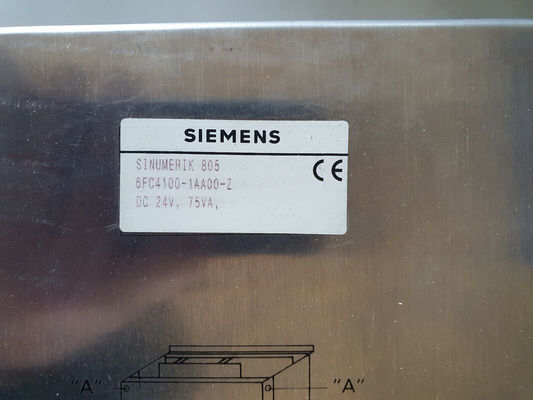 SIEMENS
SINUMERIK 805
6FC4100-1AA00-Z
DC 24V, 75VA,
CE
"A" "A"